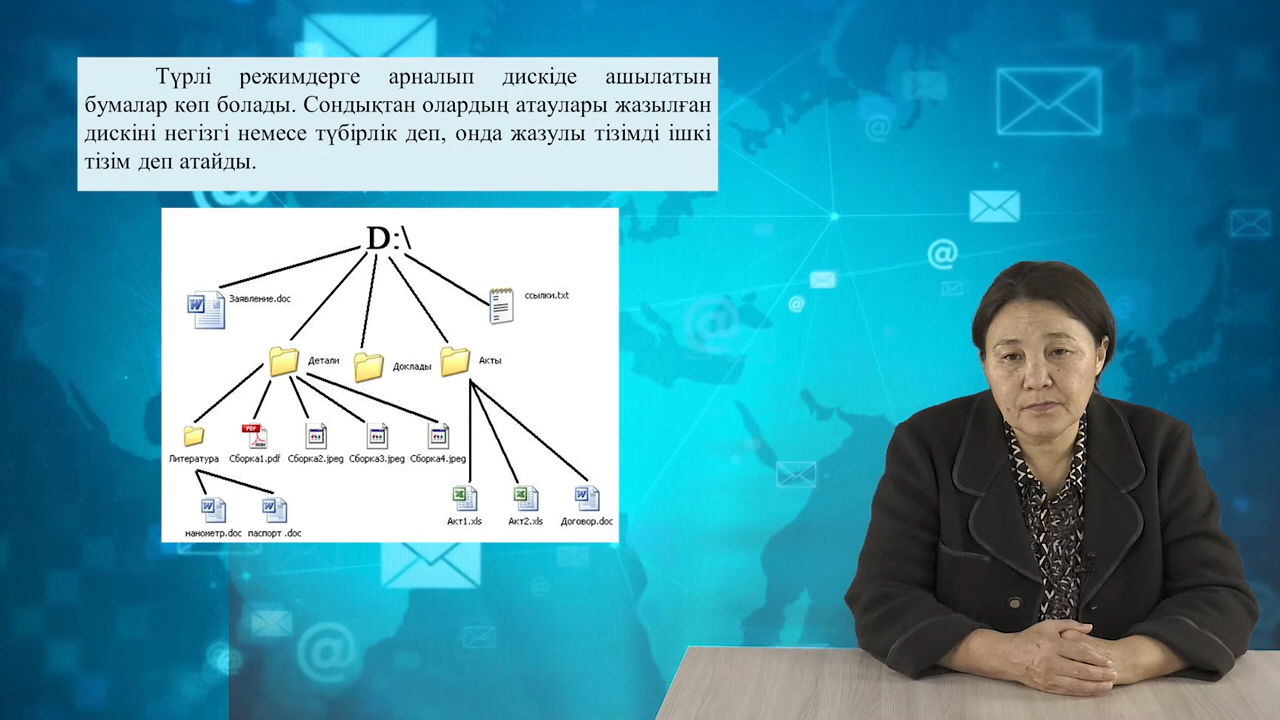 Түрлі режимдерге арналып дискіде ашылатын
бумалар көп болады. Сондықтан олардың атаулары жазылған
дискіні негізгі немесе түбірлік деп, онда жазулы тізімді ішкі
тізім деп атайды.
D:\
Заявление.doc
ссылки.txt
Детали
Доклады
Акты
Литература
Сборка1.pdf
Сборка2.jpeg
Сборка3.jpeg
Сборка4.jpeg
Акт1.xls
Акт2.xls
Договор.doc
нанометр.doc
паспорт .doc